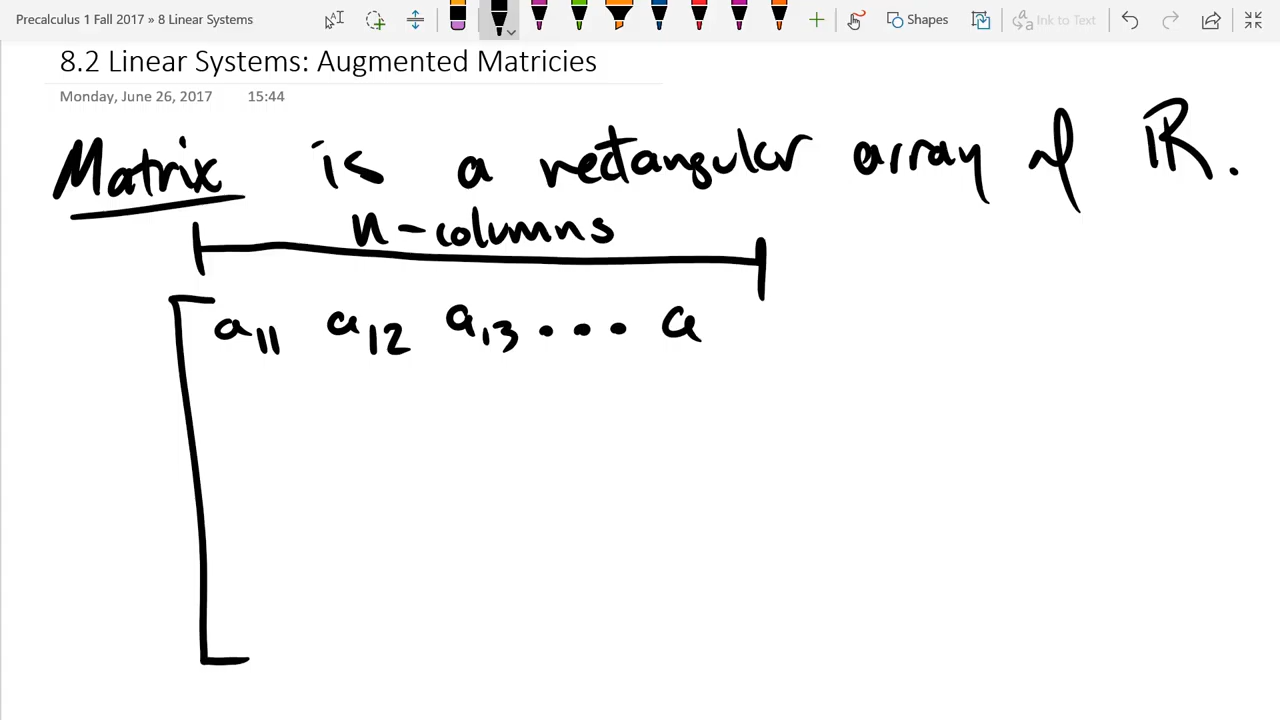 Precalculus 1 Fall 2017 » 8 Linear Systems
Shapes
Ink to Text
8.2 Linear Systems: Augmented Matricies
Monday, June 26, 2017 15:44
Matrix is a rectangular array of ℝ.
n-columns
a₁₁ a₁₂ a₁₃ ... a